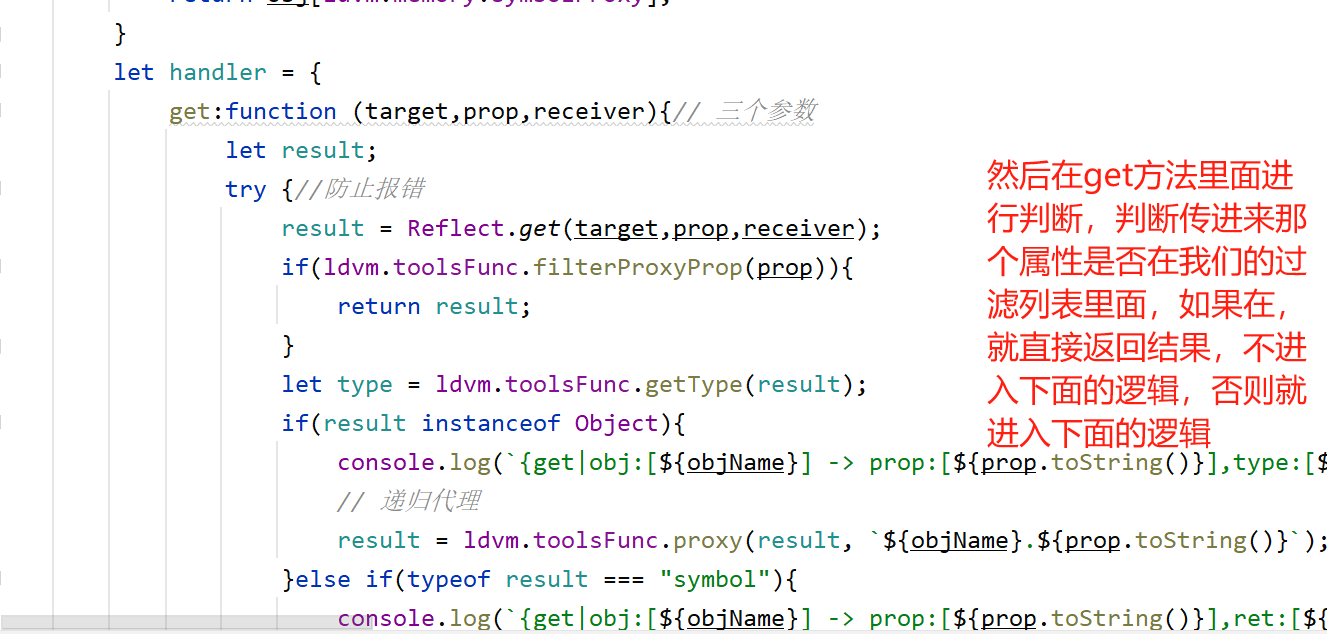 return obj[ldvm.memory.symbolProxy];
}
let handler = {
get:function (target,prop,receiver){// 三个参数
let result;
try {//防止报错
result = Reflect.get(target,prop,receiver);
if(ldvm.toolsFunc.filterProxyProp(prop)){
return result;
}
let type = ldvm.toolsFunc.getType(result);
if(result instanceof Object){
console.log(`{get|obj:[${objName}] -> prop:[${prop.toString()}],type:[$
// 递归代理
result = ldvm.toolsFunc.proxy(result, `${objName}.${prop.toString()}`);
}else if(typeof result === "symbol"){
console.log(`{get|obj:[${objName}] -> prop:[${prop.toString()}],ret:[${
然后在get方法里面进
行判断，判断传进来那
个属性是否在我们的过
滤列表里面，如果在，
就直接返回结果，不进
入下面的逻辑，否则就
进入下面的逻辑